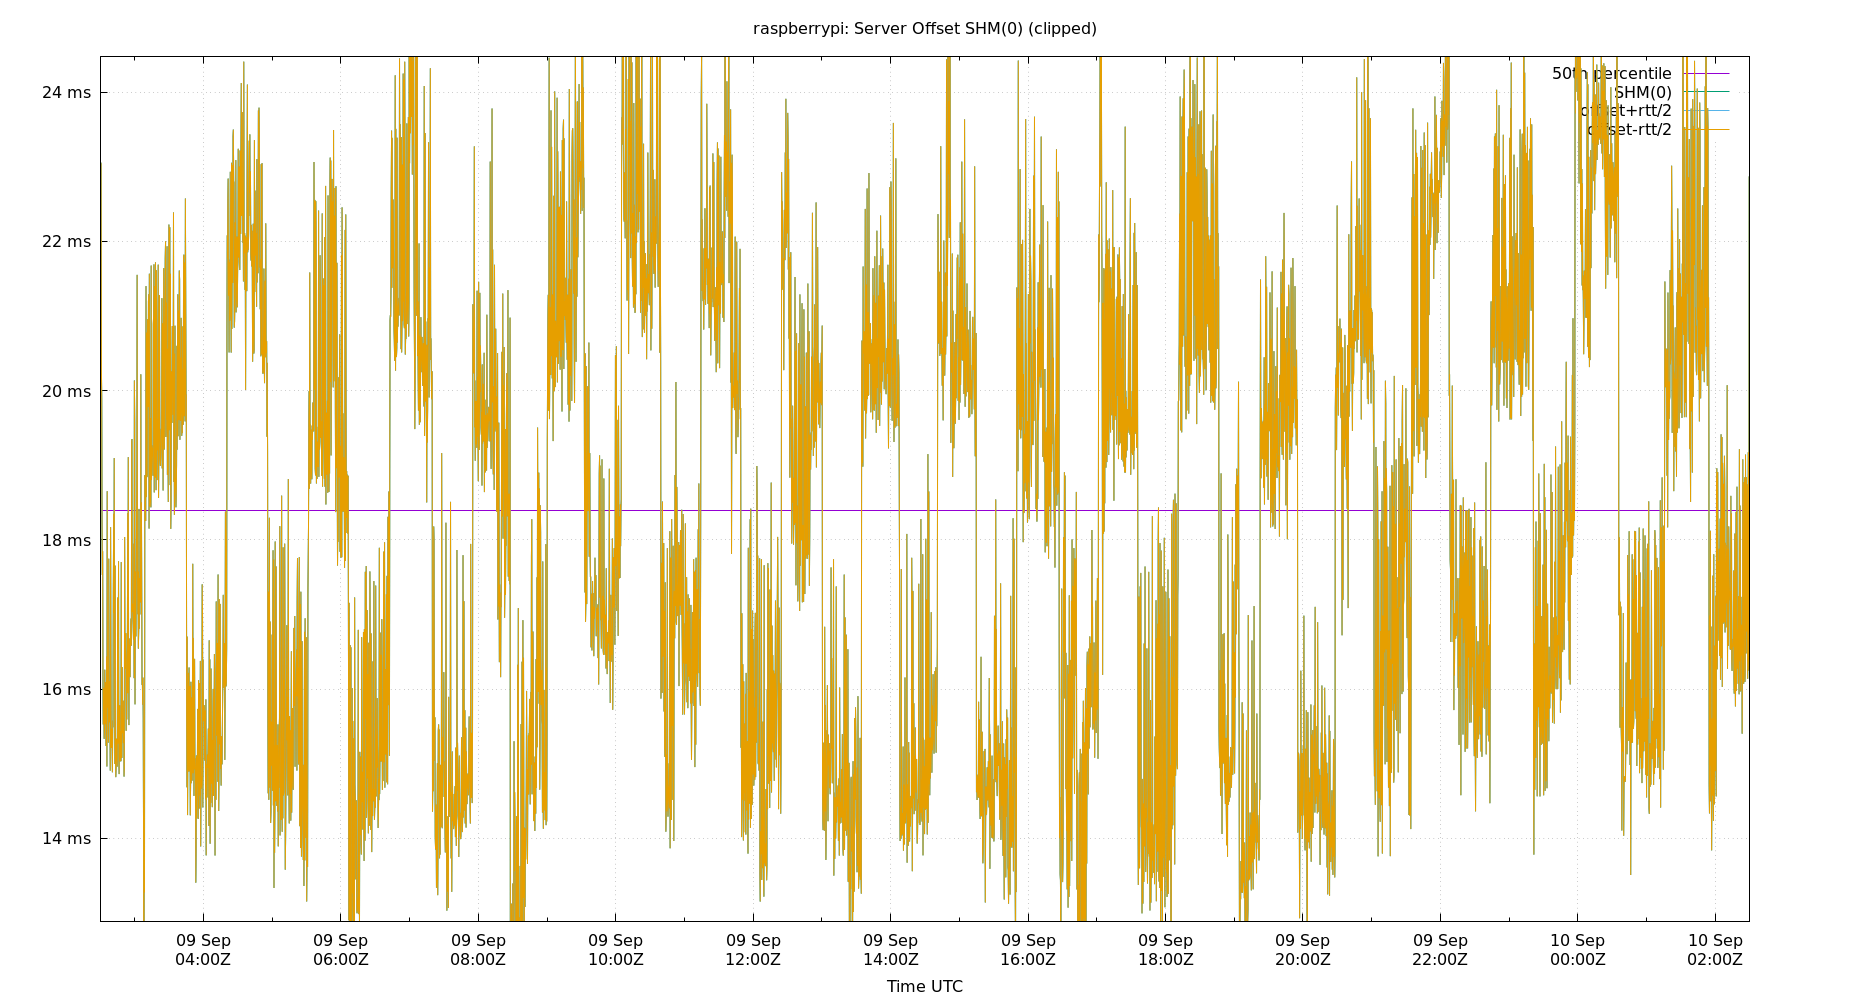 raspberrypi: Server Offset SHM(0) (clipped)
50th percentile
SHM(0)
offset+rtt/2
offset-rtt/2
24 ms
22 ms
20 ms
18 ms
16 ms
14 ms
09 Sep 09 Sep 09 Sep 09 Sep 09 Sep 09 Sep 09 Sep 09 Sep 09 Sep 09 Sep 10 Sep 10 Sep
04:00Z 06:00Z 08:00Z 10:00Z 12:00Z 14:00Z 16:00Z 18:00Z 20:00Z 22:00Z 00:00Z 02:00Z
Time UTC